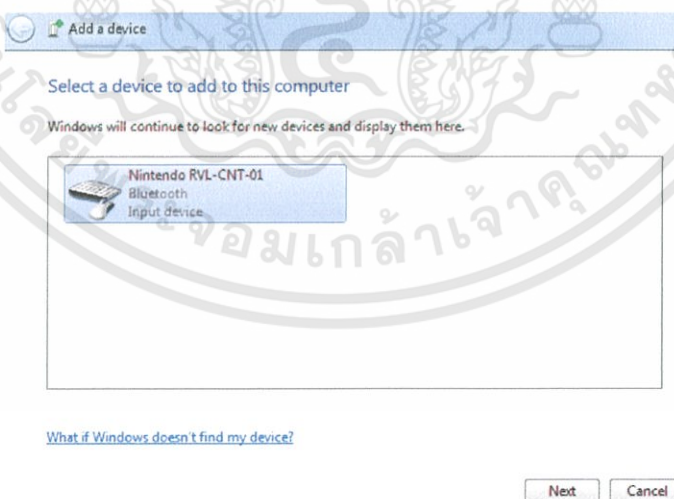 Add a device
Select a device to add to this computer
Windows will continue to look for new devices and display them here.
Nintendo RVL-CNT-01
Bluetooth
Input device
What if Windows doesn't find my device?
Next
Cancel